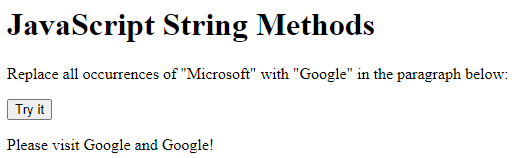 JavaScript String Methods
Replace all occurrences of "Microsoft" with "Google" in the paragraph below:
Try it
Please visit Google and Google!